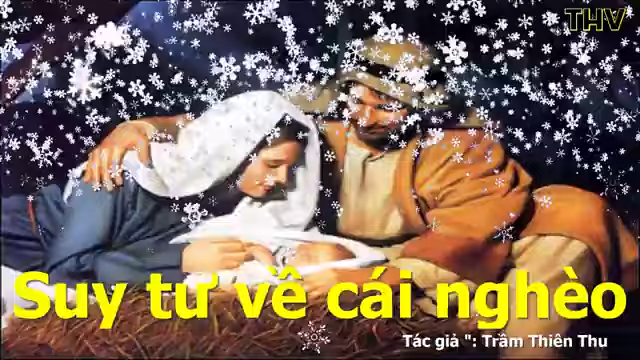 THV
Suy tư về cái nghèo
Tác giả ": Trầm Thiên Thu